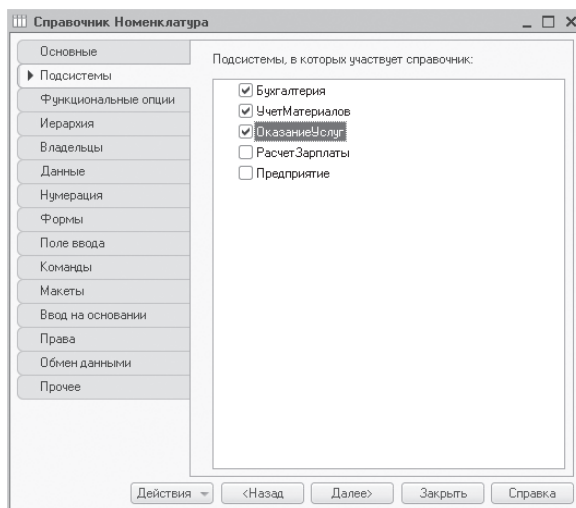 Справочник Номенклатура
Основные
Подсистемы
Функциональные опции
Иерархия
Владельцы
Данные
Нумерация
Формы
Поле ввода
Команды
Макеты
Ввод на основании
Права
Обмен данными
Прочее
Подсистемы, в которых участвует справочник:
Бухгалтерия
УчетМатериалов
ОказаниеУслуг
РасчетЗарплаты
Предприятие
Действия
<Назад
Далее>
Закрыть
Справка